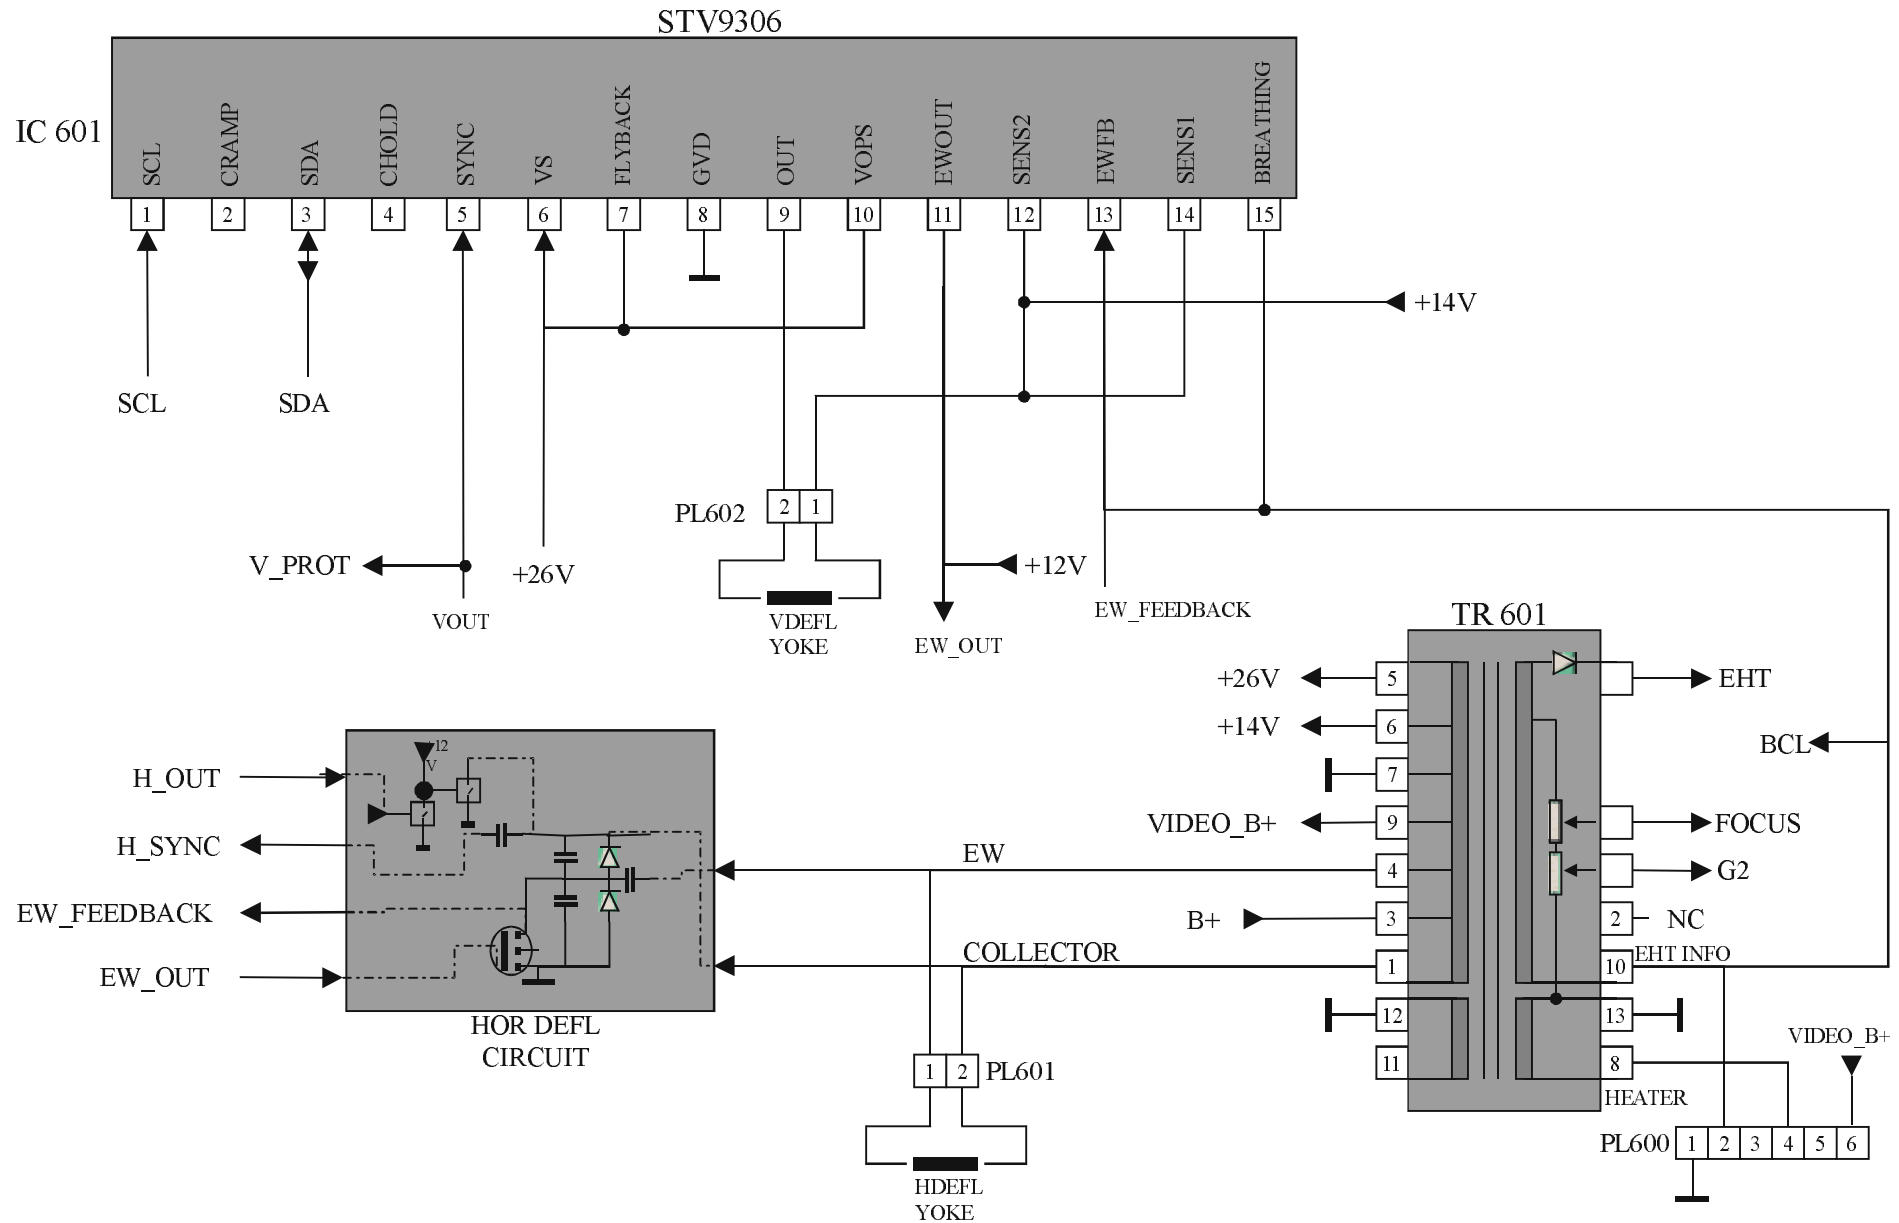 STV9306
IC 601
SCL
CRAMP
SDA
CHOLD
SYNC
VS
FLYBACK
GVD
OUT
VOPS
EWOUT
SENS2
EWFB
SENS1
BREATHING
1 2 3 4 5 6 7 8 9 10 11 12 13 14 15
+14V
SCL
SDA
PL602
2 1
V_PROT
+26V
+12V
VOUT
VDEFL
YOKE
EW_OUT
EW_FEEDBACK
TR 601
+26V
5
EHT
+14V
6
BCL
7
VIDEO_B+
9
FOCUS
4
G2
B+
3
2
NC
1
10
EHT INFO
12
13
11
8
HEATER
VIDEO_B+
PL600
1 2 3 4 5 6
H_OUT
+12
V
H_SYNC
EW_FEEDBACK
EW_OUT
EW
COLLECTOR
HOR DEFL
CIRCUIT
1 2
PL601
HDEFL
YOKE